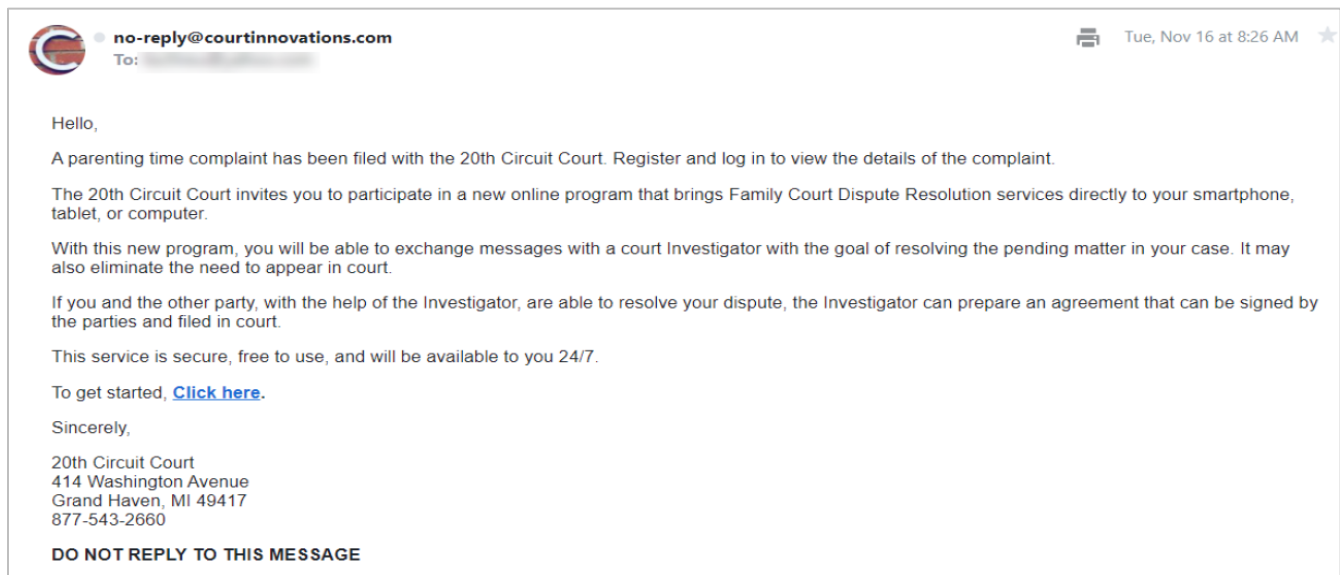 no-reply@courtinnovations.com
Tue, Nov 16 at 8:26 AM
To:
Hello,
A parenting time complaint has been filed with the 20th Circuit Court. Register and log in to view the details of the complaint.
The 20th Circuit Court invites you to participate in a new online program that brings Family Court Dispute Resolution services directly to your smartphone,
tablet, or computer.
With this new program, you will be able to exchange messages with a court Investigator with the goal of resolving the pending matter in your case. It may
also eliminate the need to appear in court.
If you and the other party, with the help of the Investigator, are able to resolve your dispute, the Investigator can prepare an agreement that can be signed by
the parties and filed in court.
This service is secure, free to use, and will be available to you 24/7.
To get started, Click here.
Sincerely,
20th Circuit Court
414 Washington Avenue
Grand Haven, MI 49417
877-543-2660
DO NOT REPLY TO THIS MESSAGE